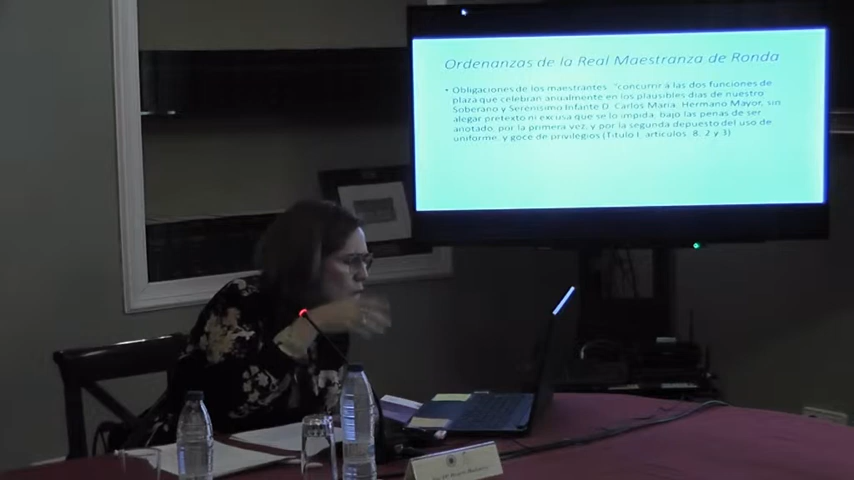 Ordenanzas de la Real Maestranza de Ronda
• Obligaciones de los maestrantes: "concurrir a las dos funciones de
plaza que celebran anualmente en los plausibles días de nuestro
Soberano y Serenísimo Infante D. Carlos María, Hermano Mayor, sin
alegar pretexto ni excusa que se lo impida, bajo las penas de ser
anotado, por la primera vez, y por la segunda depuesto del uso de
uniforme, y goce de privilegios (Título I, artículos, 8, 2 y 3)